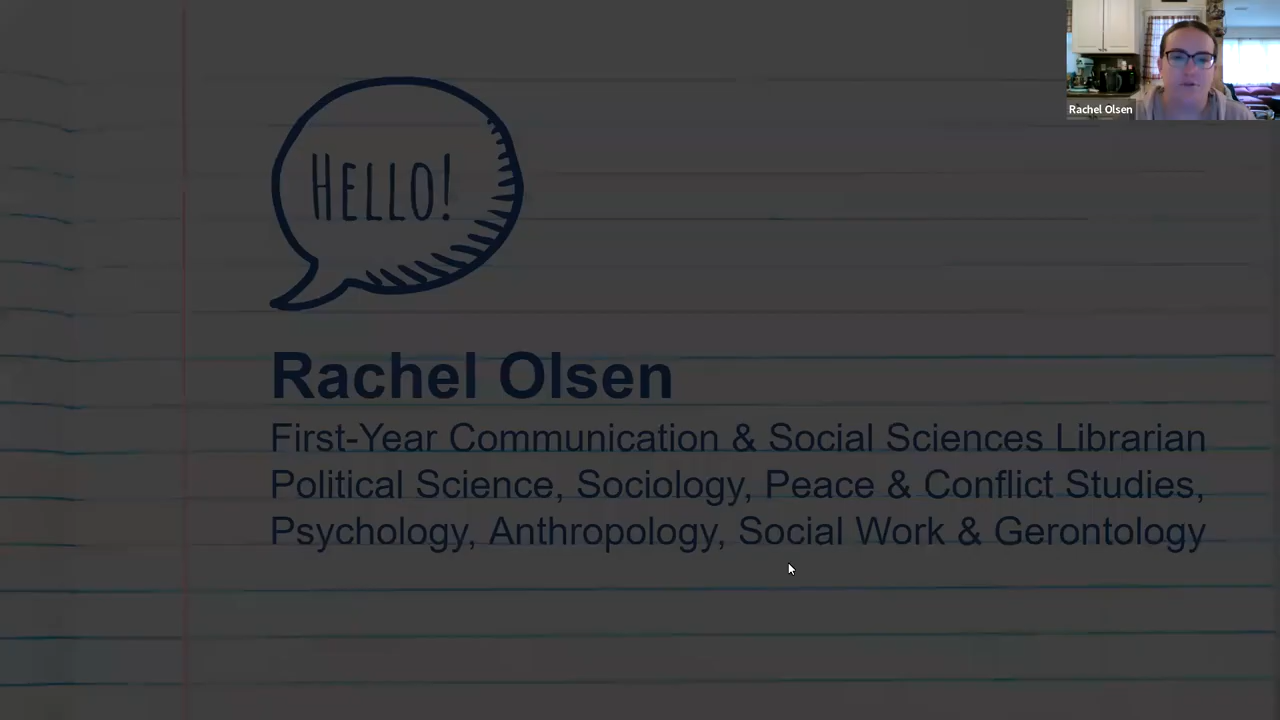 Rachel Olsen
HELLO!
Rachel Olsen
First-Year Communication & Social Sciences Librarian
Political Science, Sociology, Peace & Conflict Studies,
Psychology, Anthropology, Social Work & Gerontology